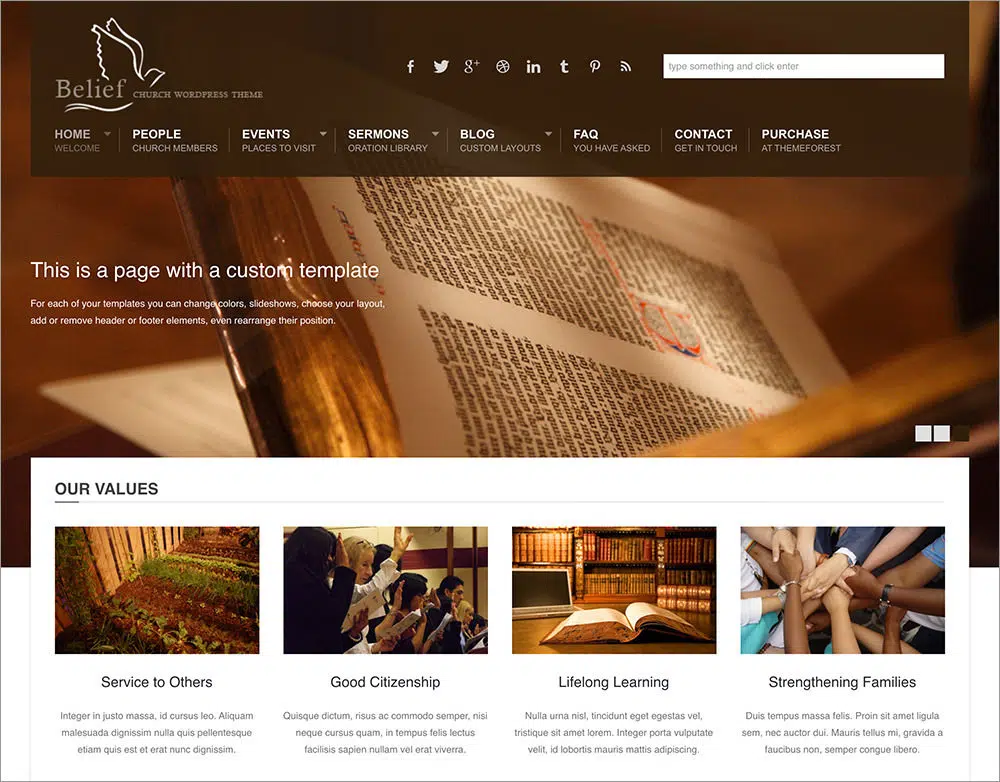 Belief CHURCH WORDPRESS THEME
type something and click enter
HOME PEOPLE EVENTS SERMONS BLOG FAQ CONTACT PURCHASE
WELCOME CHURCH MEMBERS PLACES TO VISIT ORATION LIBRARY CUSTOM LAYOUTS YOU HAVE ASKED GET IN TOUCH AT THEMEFOREST
This is a page with a custom template
For each of your templates you can change colors, slideshows, choose your layout,
add or remove header or footer elements, even rearrange their position.
OUR VALUES
Service to Others
Integer in justo massa, id cursus leo. Aliquam
malesuada dignissim nulla quis pellentesque
etiam quis est et erat nunc dignissim.
Good Citizenship
Quisque dictum, risus ac commodo semper, nisi
neque cursus quam, in tempus felis lectus
facilisis sapien nullam vel erat viverra.
Lifelong Learning
Nulla urna nisl, tincidunt eget egestas vel,
tristique sit amet lorem. Integer porta vulputate
velit, id lobortis mauris mattis adipiscing.
Strengthening Families
Duis tempus massa felis. Proin sit amet ligula
sem, nec auctor dui. Mauris tellus mi, gravida a
faucibus non, semper congue libero.